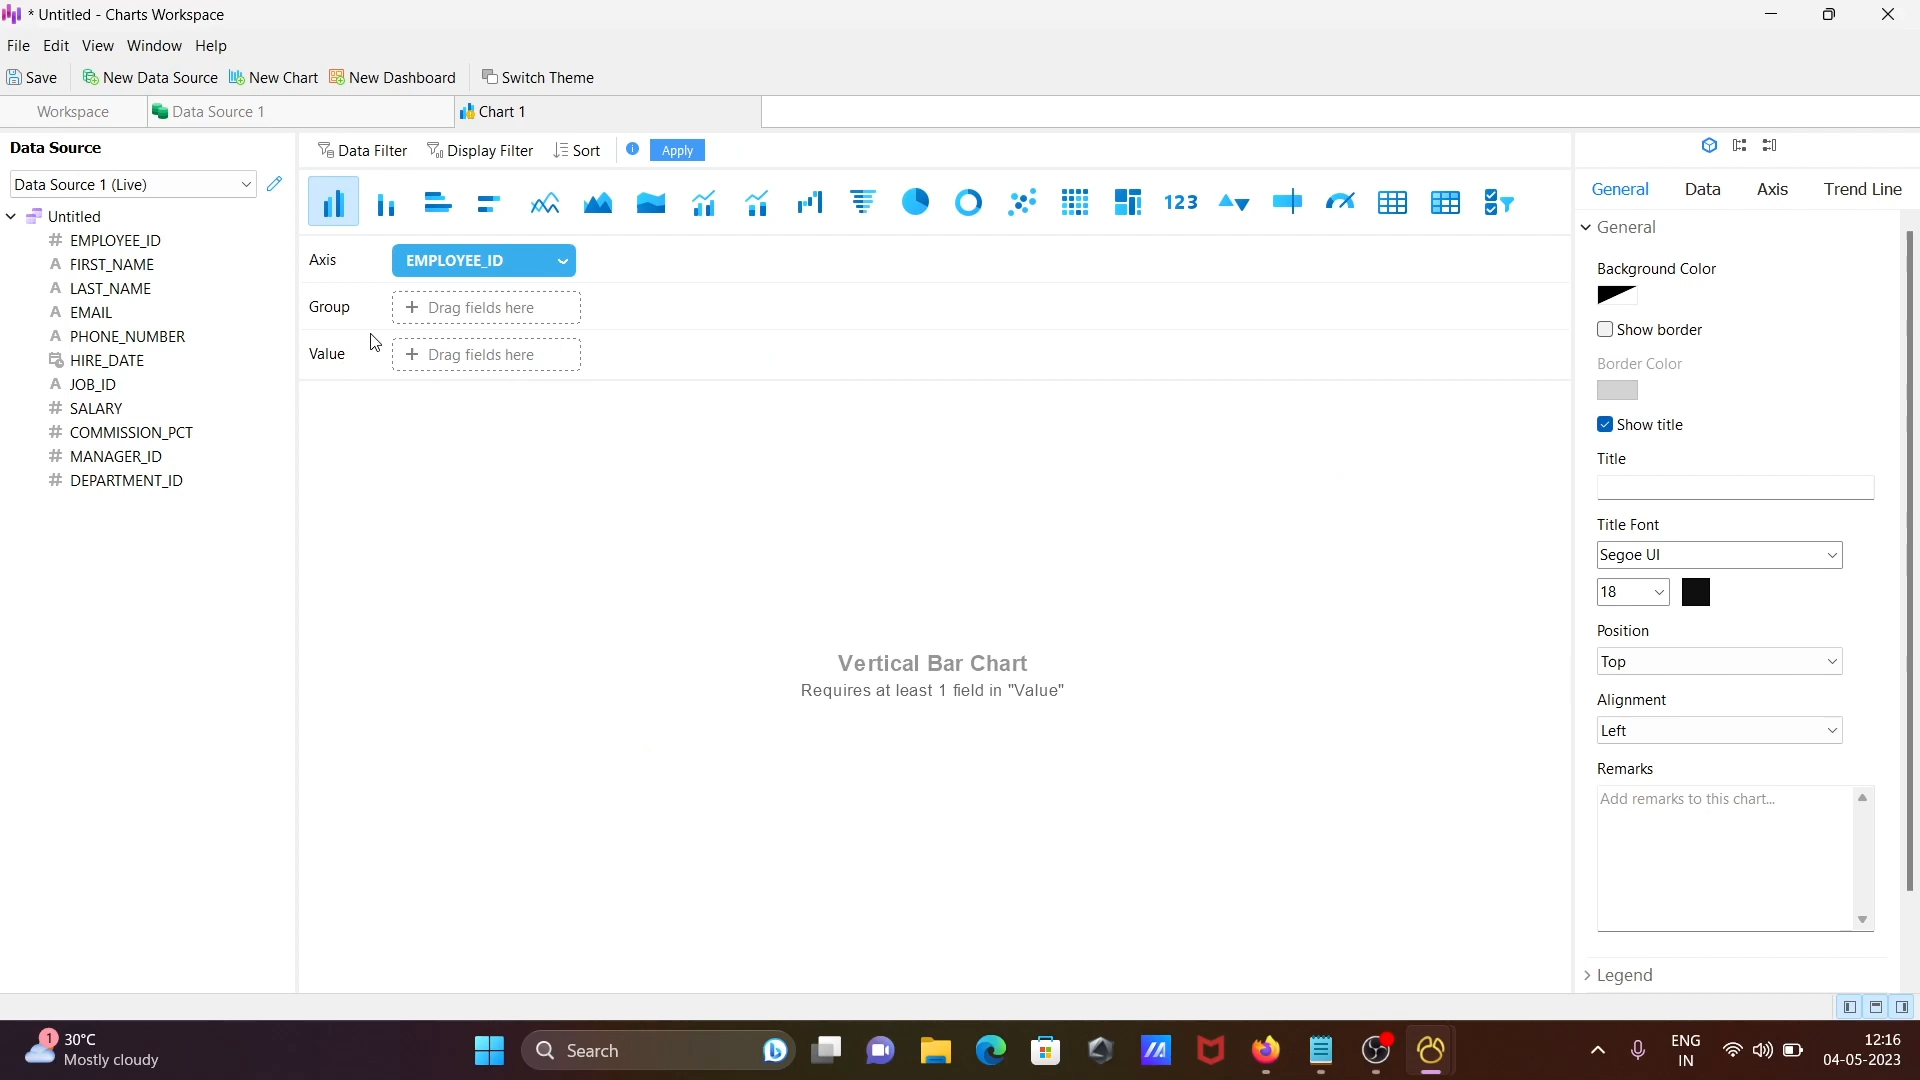 * Untitled - Charts Workspace
File Edit View Window Help
Save New Data Source New Chart New Dashboard Switch Theme
Workspace Data Source 1 Chart 1
Data Source
Data Filter Display Filter Sort Apply
Data Source 1 (Live)
General Data Axis Trend Line
Untitled
EMPLOYEE_ID
FIRST_NAME
LAST_NAME
EMAIL
PHONE_NUMBER
HIRE_DATE
JOB_ID
SALARY
COMMISSION_PCT
MANAGER_ID
DEPARTMENT_ID
123
Axis EMPLOYEE_ID
Group + Drag fields here
Value + Drag fields here
Vertical Bar Chart
Requires at least 1 field in "Value"
General
Background Color
Show border
Border Color
Show title
Title
Title Font
Segoe UI
18
Position
Top
Alignment
Left
Remarks
Add remarks to this chart...
Legend
1
30°C
Mostly cloudy
Search
ENG
IN
12:16
04-05-2023